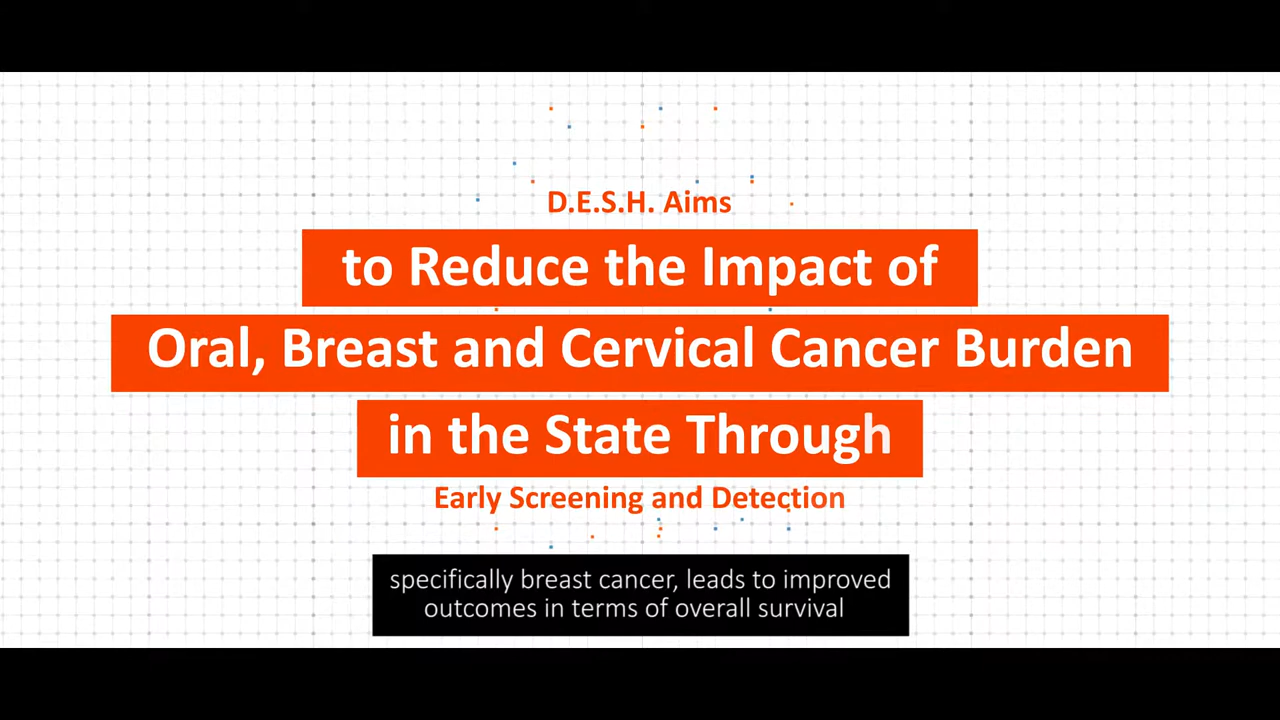 D.E.S.H. Aims
to Reduce the Impact of
Oral, Breast and Cervical Cancer Burden
in the State Through
Early Screening and Detection
specifically breast cancer, leads to improved
outcomes in terms of overall survival